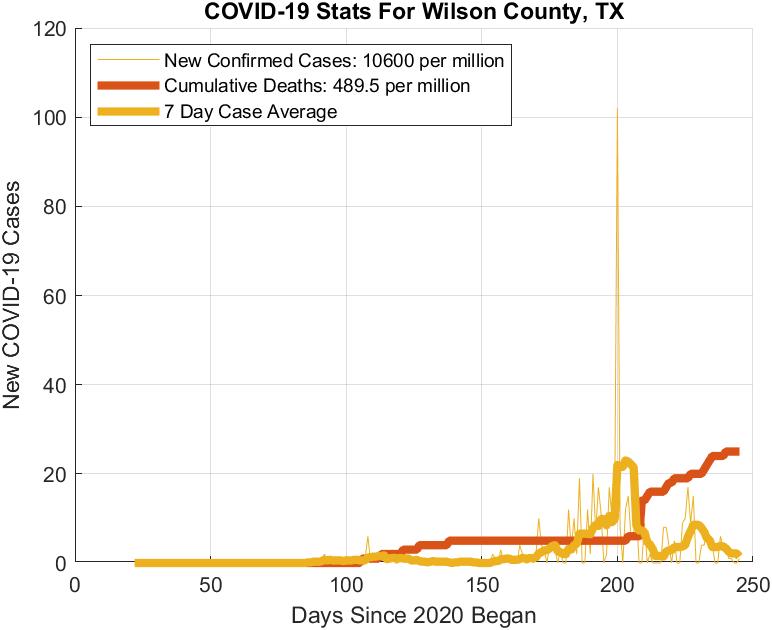 COVID-19 Stats For Wilson County, TX
120
100
80
60
40
20
0
New COVID-19 Cases
New Confirmed Cases: 10600 per million
Cumulative Deaths: 489.5 per million
7 Day Case Average
0 50 100 150 200 250
Days Since 2020 Began